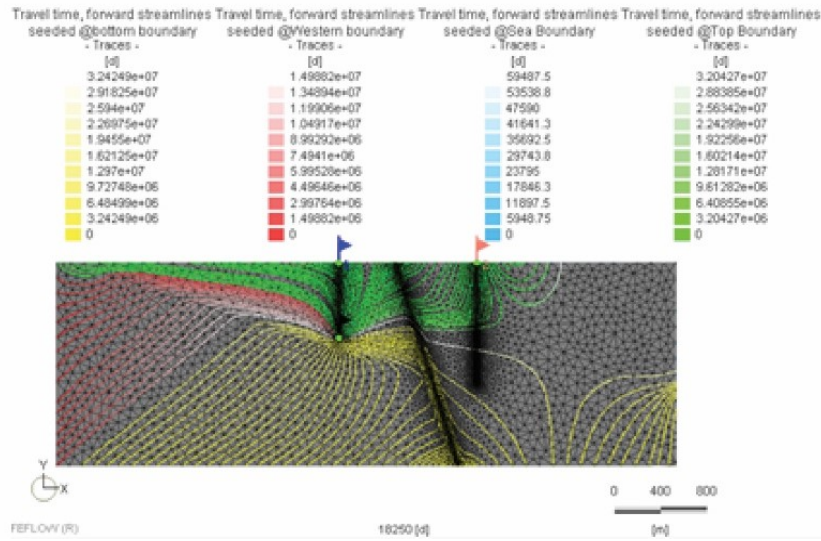 Travel time, forward streamlines
seeded @bottom boundary
- Traces -
[d]
3.24249e+07
2.91825e+07
2.594e+07
2.26975e+07
1.9455e+07
1.62125e+07
1.297e+07
9.72748e+06
6.48499e+06
3.24249e+06
0
Travel time, forward streamlines
seeded @Western boundary
- Traces -
[d]
1.49882e+07
1.34894e+07
1.19906e+07
1.04917e+07
8.99292e+06
7.4941e+06
5.99528e+06
4.49646e+06
2.99764e+06
1.49882e+06
0
Travel time, forward streamlines
seeded @Sea Boundary
- Traces -
[d]
59487.5
53538.8
47590
41641.3
35692.5
29743.8
23795
17846.3
11897.5
5948.75
0
Travel time, forward streamlines
seeded @Top Boundary
- Traces -
[d]
3.20427e+07
2.88385e+07
2.56342e+07
2.24299e+07
1.92256e+07
1.60214e+07
1.28171e+07
9.61282e+06
6.40855e+06
3.20427e+06
0
Y
X
0 400 800
FEFLOW (R)
18250 [d]
[m]